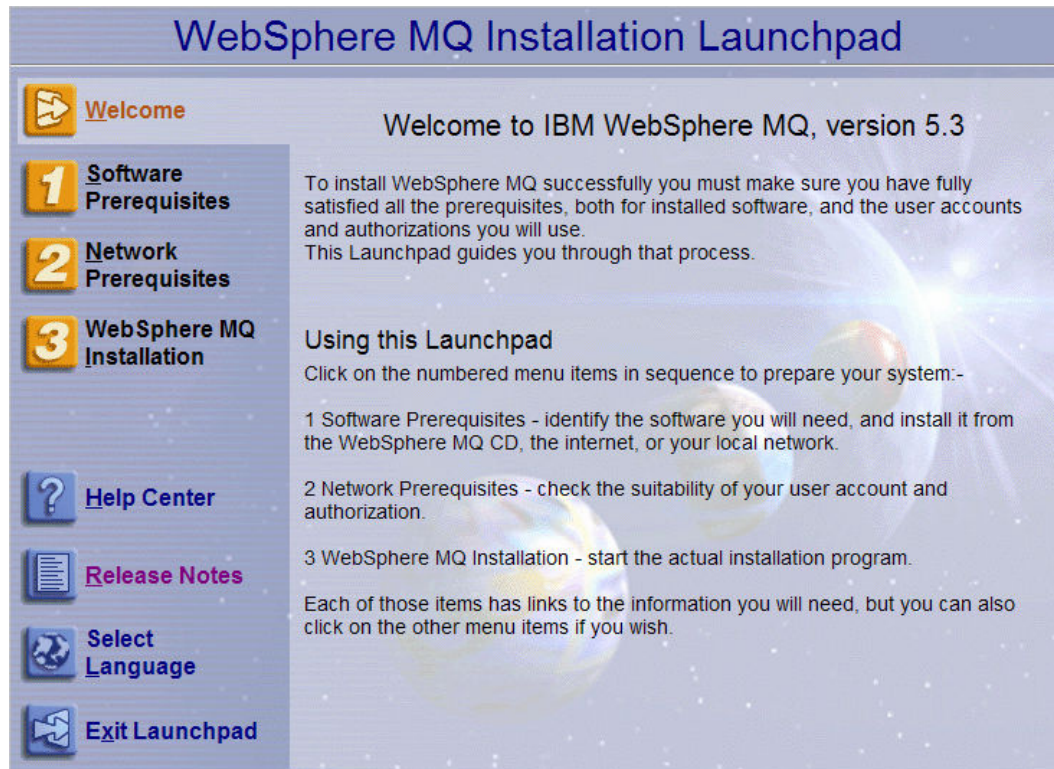 WebSphere MQ Installation Launchpad
Welcome
Software
Prerequisites
Network
Prerequisites
WebSphere MQ
Installation
Help Center
Release Notes
Select
Language
Exit Launchpad
Welcome to IBM WebSphere MQ, version 5.3
To install WebSphere MQ successfully you must make sure you have fully
satisfied all the prerequisites, both for installed software, and the user accounts
and authorizations you will use.
This Launchpad guides you through that process.
Using this Launchpad
Click on the numbered menu items in sequence to prepare your system:-
1 Software Prerequisites - identify the software you will need, and install it from
the WebSphere MQ CD, the internet, or your local network.
2 Network Prerequisites - check the suitability of your user account and
authorization.
3 WebSphere MQ Installation - start the actual installation program.
Each of those items has links to the information you will need, but you can also
click on the other menu items if you wish.
1
2
3
?